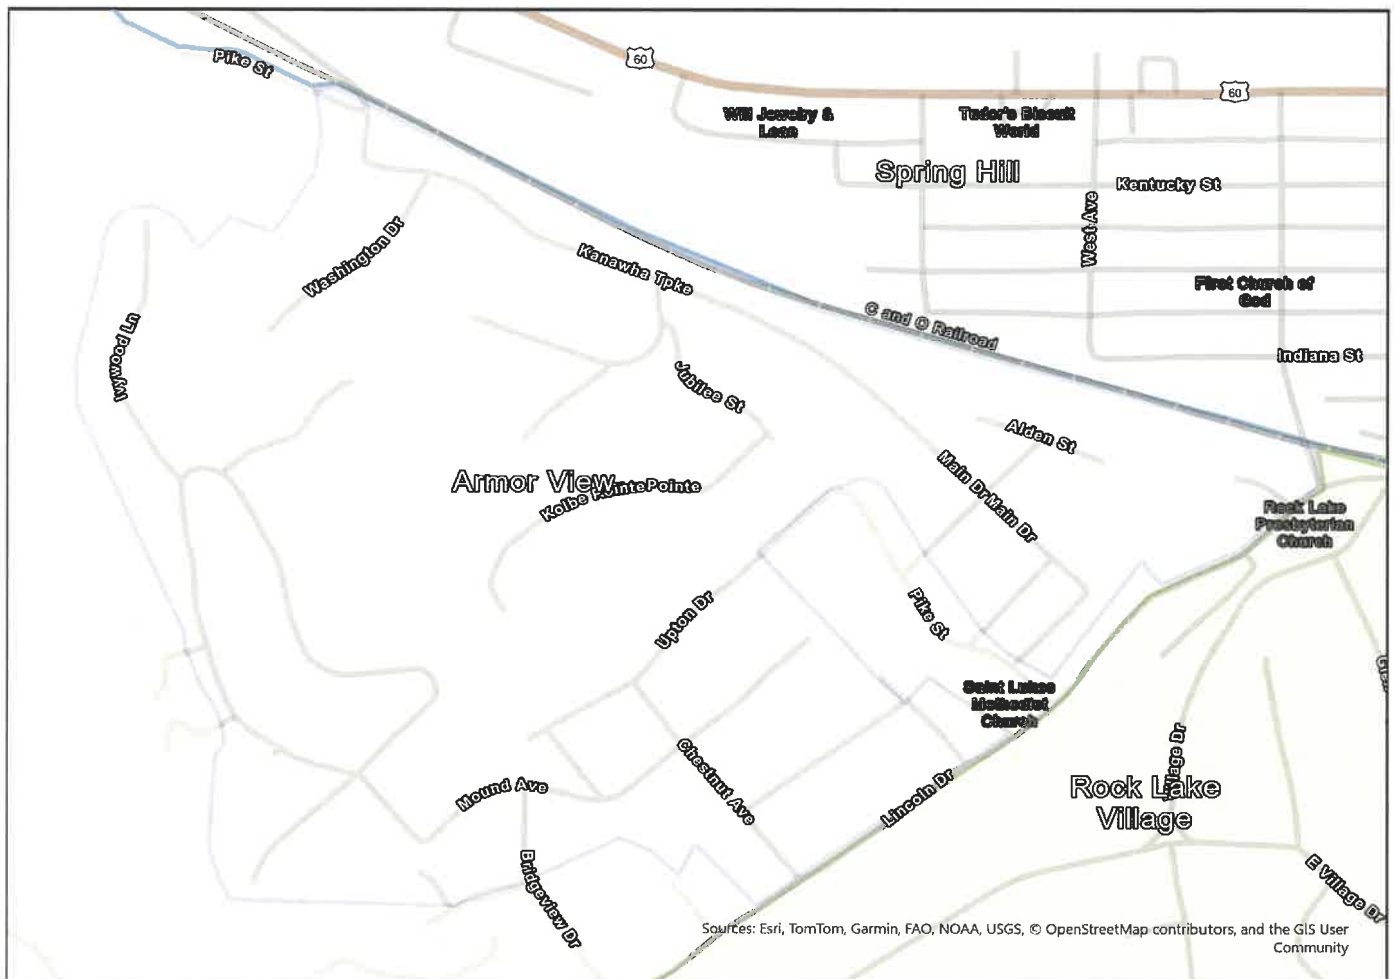 60
Pike St
60
Will Jewelry &
Loan
Tudor's Biscuit
World
Spring Hill
Kentucky St
West Ave
Washington Dr
Kanawha Tpke
First Church of
God
C and O Railroad
Ivywood Ln
Indiana St
Jubilee St
Alden St
Armor View
Kolbe Pointe Pointe
Main Dr Main Dr
Rock Lake
Presbyterian
Church
Upton Dr
Pike St
Saint Lukes
Methodist
Church
Chestnut Ave
Village Dr
Mound Ave
Lincoln Dr
Rock Lake
Village
Bridgeview Dr
E Village Dr
Sources: Esri, TomTom, Garmin, FAO, NOAA, USGS, © OpenStreetMap contributors, and the GIS User
Community